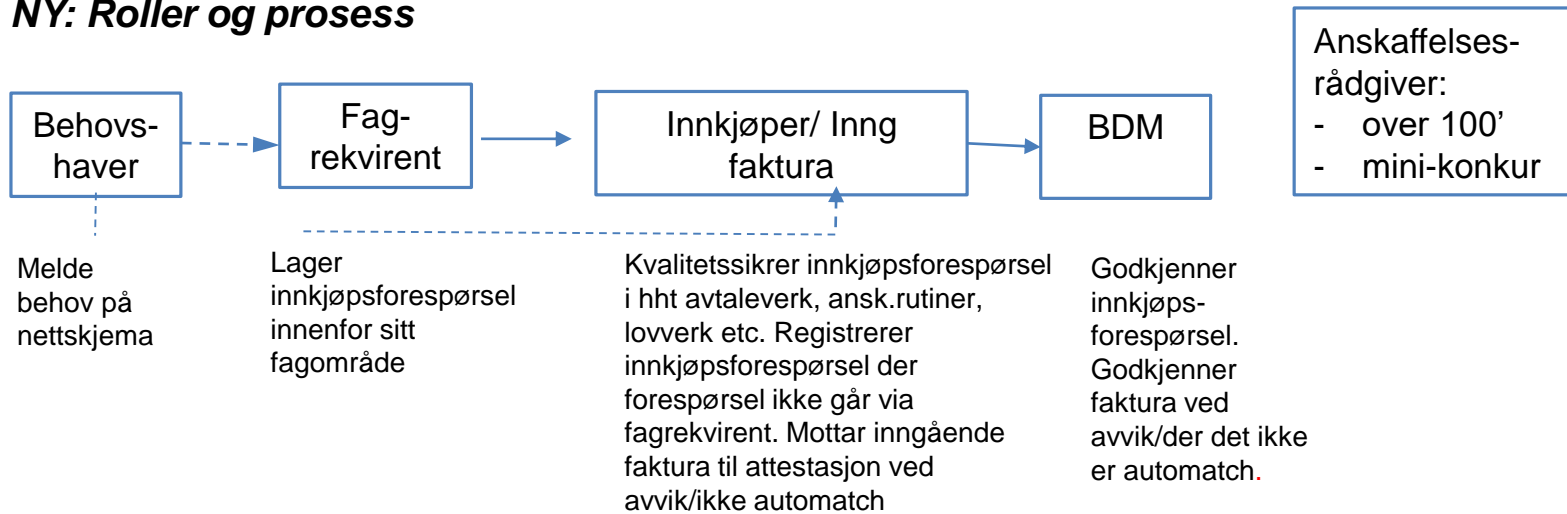 NY: Roller og prosess
Behovs-
haver
Fag-
rekvirent
Innkjøper/ Inng
faktura
BDM
Anskaffelses-
rådgiver:
- over 100’
- mini-konkur
Melde
behov på
nettskjema
Lager
innkjøpsforespørsel
innenfor sitt
fagområde
Kvalitetssikrer innkjøpsforespørsel
i hht avtaleverk, ansk.rutiner,
lovverk etc. Registrerer
innkjøpsforespørsel der
forespørsel ikke går via
fagrekvirent. Mottar inngående
faktura til attestasjon ved
avvik/ikke automatch
Godkjenner
innkjøps-
forespørsel.
Godkjenner
faktura ved
avvik/der det ikke
er automatch.